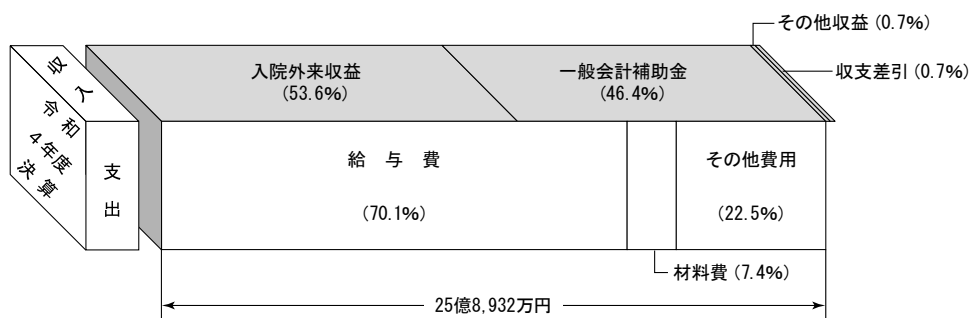 その他収益 (0.7%)
収支差引 (0.7%)
収入
入院外来収益
(53.6%)
一般会計補助金
(46.4%)
令和
4年度
決算
支出
給与費
(70.1%)
その他費用
(22.5%)
材料費 (7.4%)
25億8,932万円